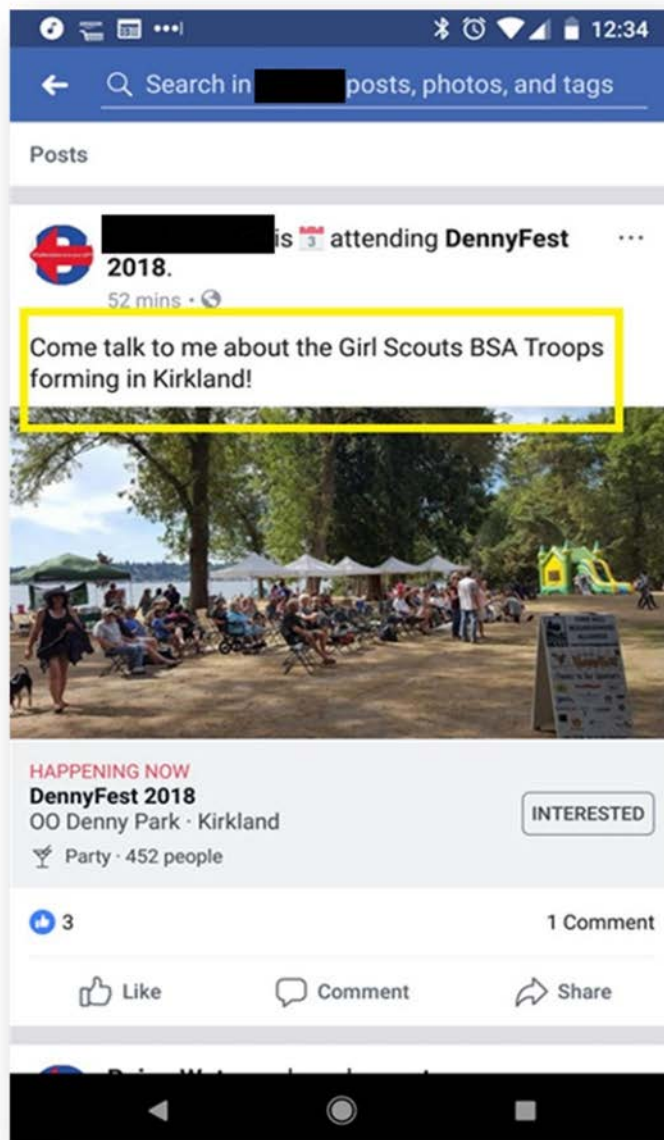 12:34
Search in posts, photos, and tags
Posts
is attending DennyFest
2018.
52 mins
Come talk to me about the Girl Scouts BSA Troops
forming in Kirkland!
HAPPENING NOW
DennyFest 2018
OO Denny Park · Kirkland
INTERESTED
Party · 452 people
3
1 Comment
Like
Comment
Share